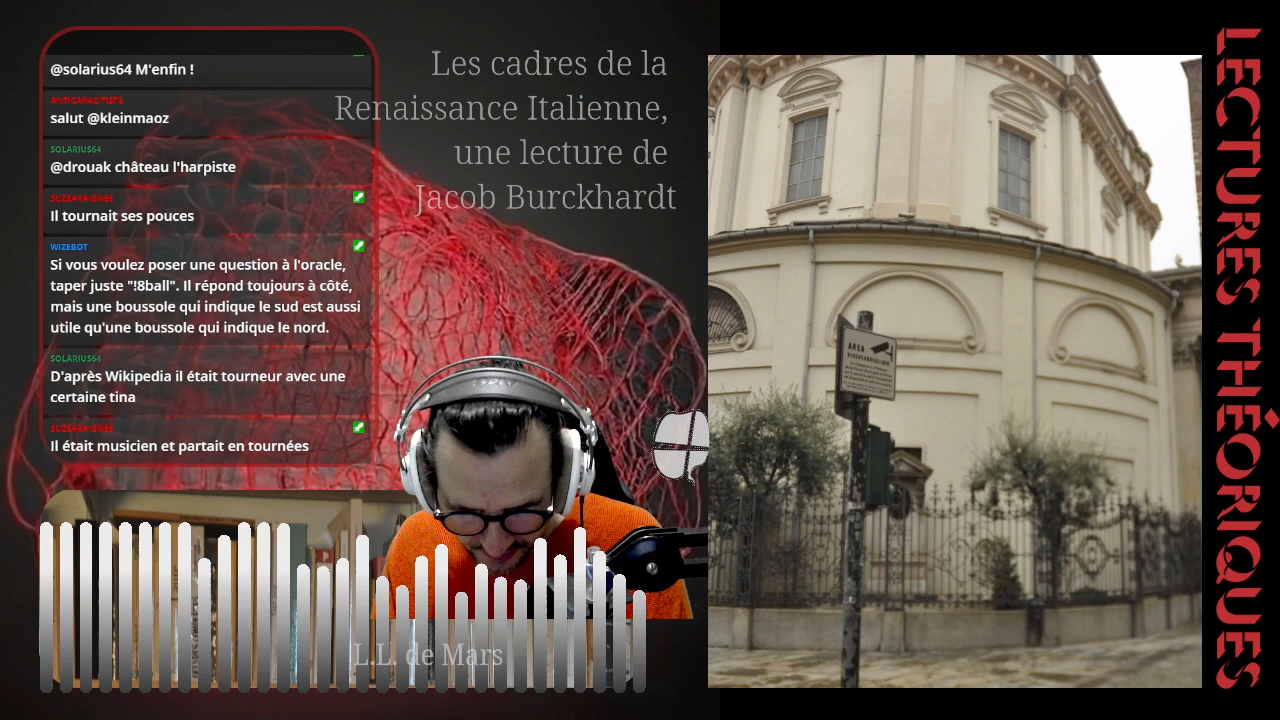 @solarius64 M'enfin !
ANTICAPACITISTE
salut @kleinmaoz
SOLARIUS64
@drouak château l'harpiste
SUZEARAIGNEE
Il tournait ses pouces
WIZEBOT
Si vous voulez poser une question à l'oracle,
taper juste "!8ball". Il répond toujours à côté,
mais une boussole qui indique le sud est aussi
utile qu'une boussole qui indique le nord.
SOLARIUS64
D'après Wikipedia il était tourneur avec une
certaine tina
SUZEARAIGNEE
Il était musicien et partait en tournées
Les cadres de la
Renaissance Italienne,
une lecture de
Jacob Burckhardt
L.L. de Mars
AREA
VIDEOSORVEGLIATA
LECTURES THÉORIQUES